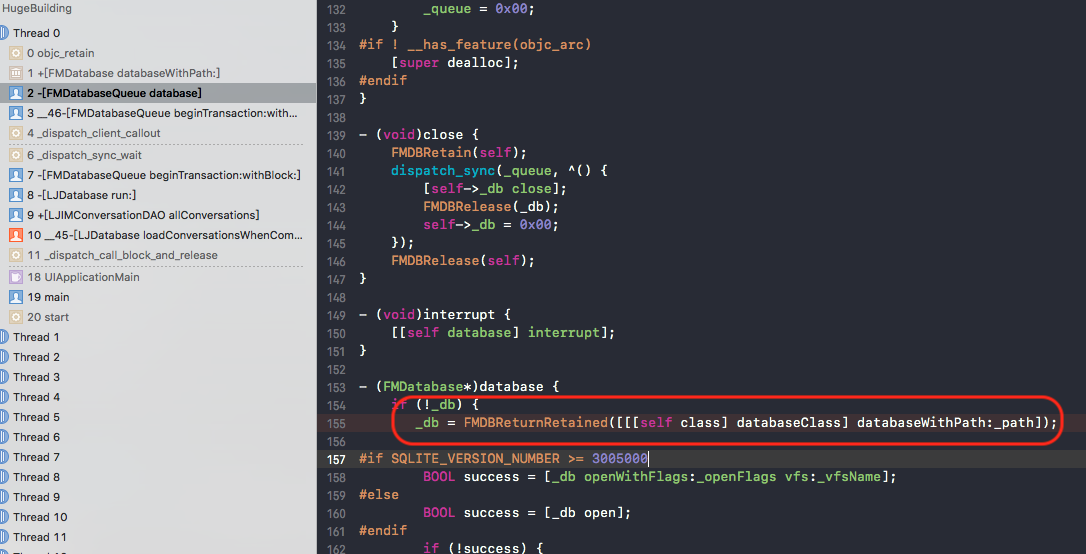 HugeBuilding
Thread 0
0 objc_retain
1 +[FMDatabase databaseWithPath:]
2 -[FMDatabaseQueue database]
3 __46-[FMDatabaseQueue beginTransaction:with...
4 _dispatch_client_callout
6 _dispatch_sync_wait
7 -[FMDatabaseQueue beginTransaction:withBlock:]
8 -[LJDatabase run:]
9 +[LJIMConversationDAO allConversations]
10 __45-[LJDatabase loadConversationsWhenCom...
11 _dispatch_call_block_and_release
18 UIApplicationMain
19 main
20 start
Thread 1
Thread 2
Thread 3
Thread 4
Thread 5
Thread 6
Thread 7
Thread 8
Thread 9
Thread 10
Thread 11
132 _queue = 0x00;
133 }
134 #if ! __has_feature(objc_arc)
135 [super dealloc];
136 #endif
137 }
138
139 - (void)close {
140 FMDBRetain(self);
141 dispatch_sync(_queue, ^() {
142 [self->_db close];
143 FMDBRelease(_db);
144 self->_db = 0x00;
145 });
146 FMDBRelease(self);
147 }
148
149 - (void)interrupt {
150 [[self database] interrupt];
151 }
152
153 - (FMDatabase*)database {
154 if (!_db) {
155 _db = FMDBReturnRetained([[[self class] databaseClass] databaseWithPath:_path]);
156
157 #if SQLITE_VERSION_NUMBER >= 3005000
158 BOOL success = [_db openWithFlags:_openFlags vfs:_vfsName];
159 #else
160 BOOL success = [_db open];
161 #endif
162 if (!success) {